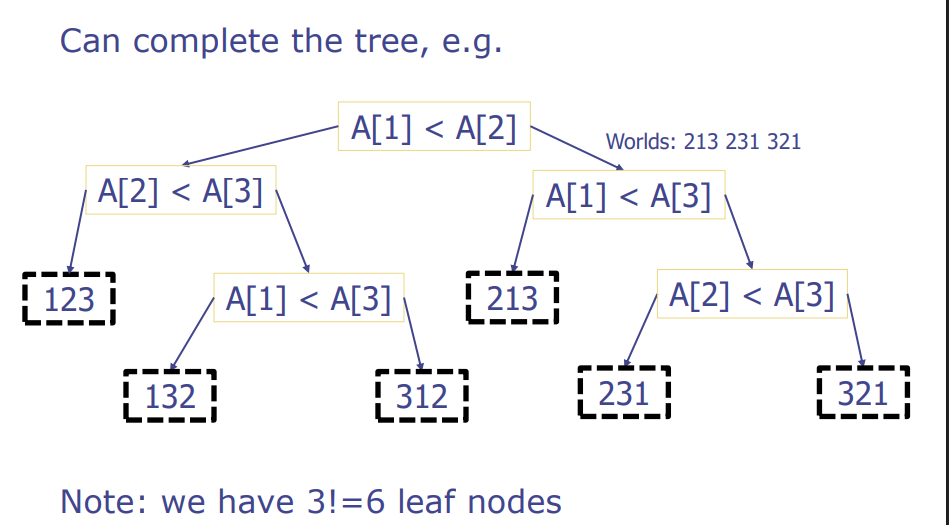 Can complete the tree, e.g.
A[1] < A[2]
Worlds: 213 231 321
A[2] < A[3]
A[1] < A[3]
123
A[1] < A[3]
213
A[2] < A[3]
132
312
231
321
Note: we have 3!=6 leaf nodes